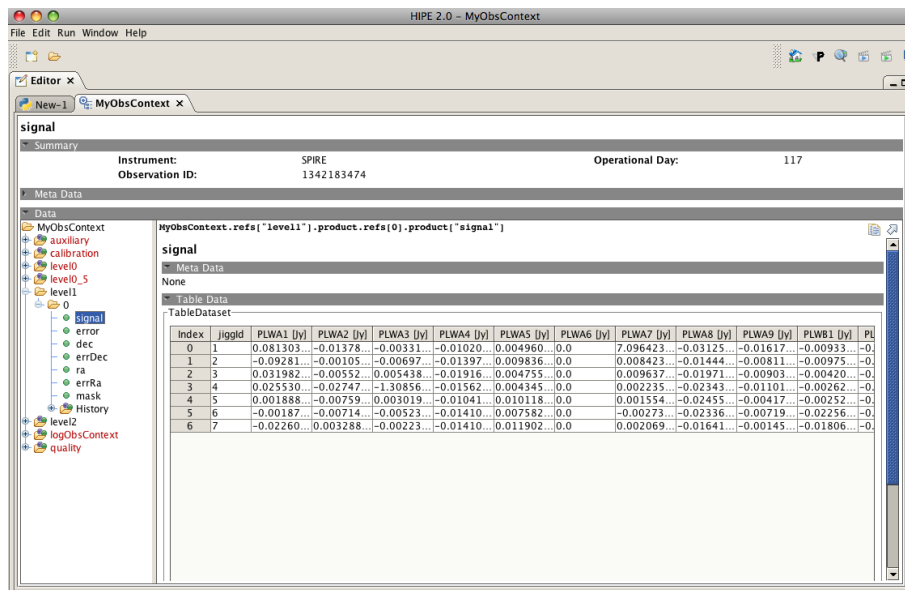 HIPE 2.0 – MyObsContext
File Edit Run Window Help
Editor ×
New-1 MyObsContext ×
signal
Summary
Instrument: SPIRE Operational Day: 117
Observation ID: 1342183474
Meta Data
Data
MyObsContext
auxiliary
calibration
level0
level0_5
level1
0
signal
error
dec
errDec
ra
errRa
mask
History
level2
logObsContext
quality
MyObsContext.refs["level1"].product.refs[0].product["signal"]
signal
Meta Data
None
Table Data
TableDataset
Index jiggId PLWA1 [Jy] PLWA2 [Jy] PLWA3 [Jy] PLWA4 [Jy] PLWA5 [Jy] PLWA6 [Jy] PLWA7 [Jy] PLWA8 [Jy] PLWA9 [Jy] PLWB1 [Jy] PL
0 1 0.081303... -0.01378... -0.00331... -0.01020... 0.004960... 0.0 7.096423... -0.03125... -0.01617... -0.00933... -0.
1 2 -0.09281... -0.00105... -0.00697... -0.01397... 0.009836... 0.0 0.008423... -0.01444... -0.00811... -0.00975... -0.
2 3 0.031982... -0.00552... 0.005438... -0.01916... 0.004755... 0.0 0.009637... -0.01971... -0.00903... -0.00420... -0.
3 4 0.025530... -0.02747... -1.30856... -0.01562... 0.004345... 0.0 0.002235... -0.02343... -0.01101... -0.00262... -0.
4 5 0.001888... -0.00759... 0.003019... -0.01041... 0.010118... 0.0 0.001554... -0.02455... -0.00417... -0.00252... -0.
5 6 -0.00187... -0.00714... -0.00523... -0.01410... 0.007582... 0.0 -0.00273... -0.02336... -0.00719... -0.02256... -0.
6 7 -0.02260... 0.003288... -0.00223... -0.01410... 0.011902... 0.0 0.002069... -0.01641... -0.00145... -0.01806... -0.